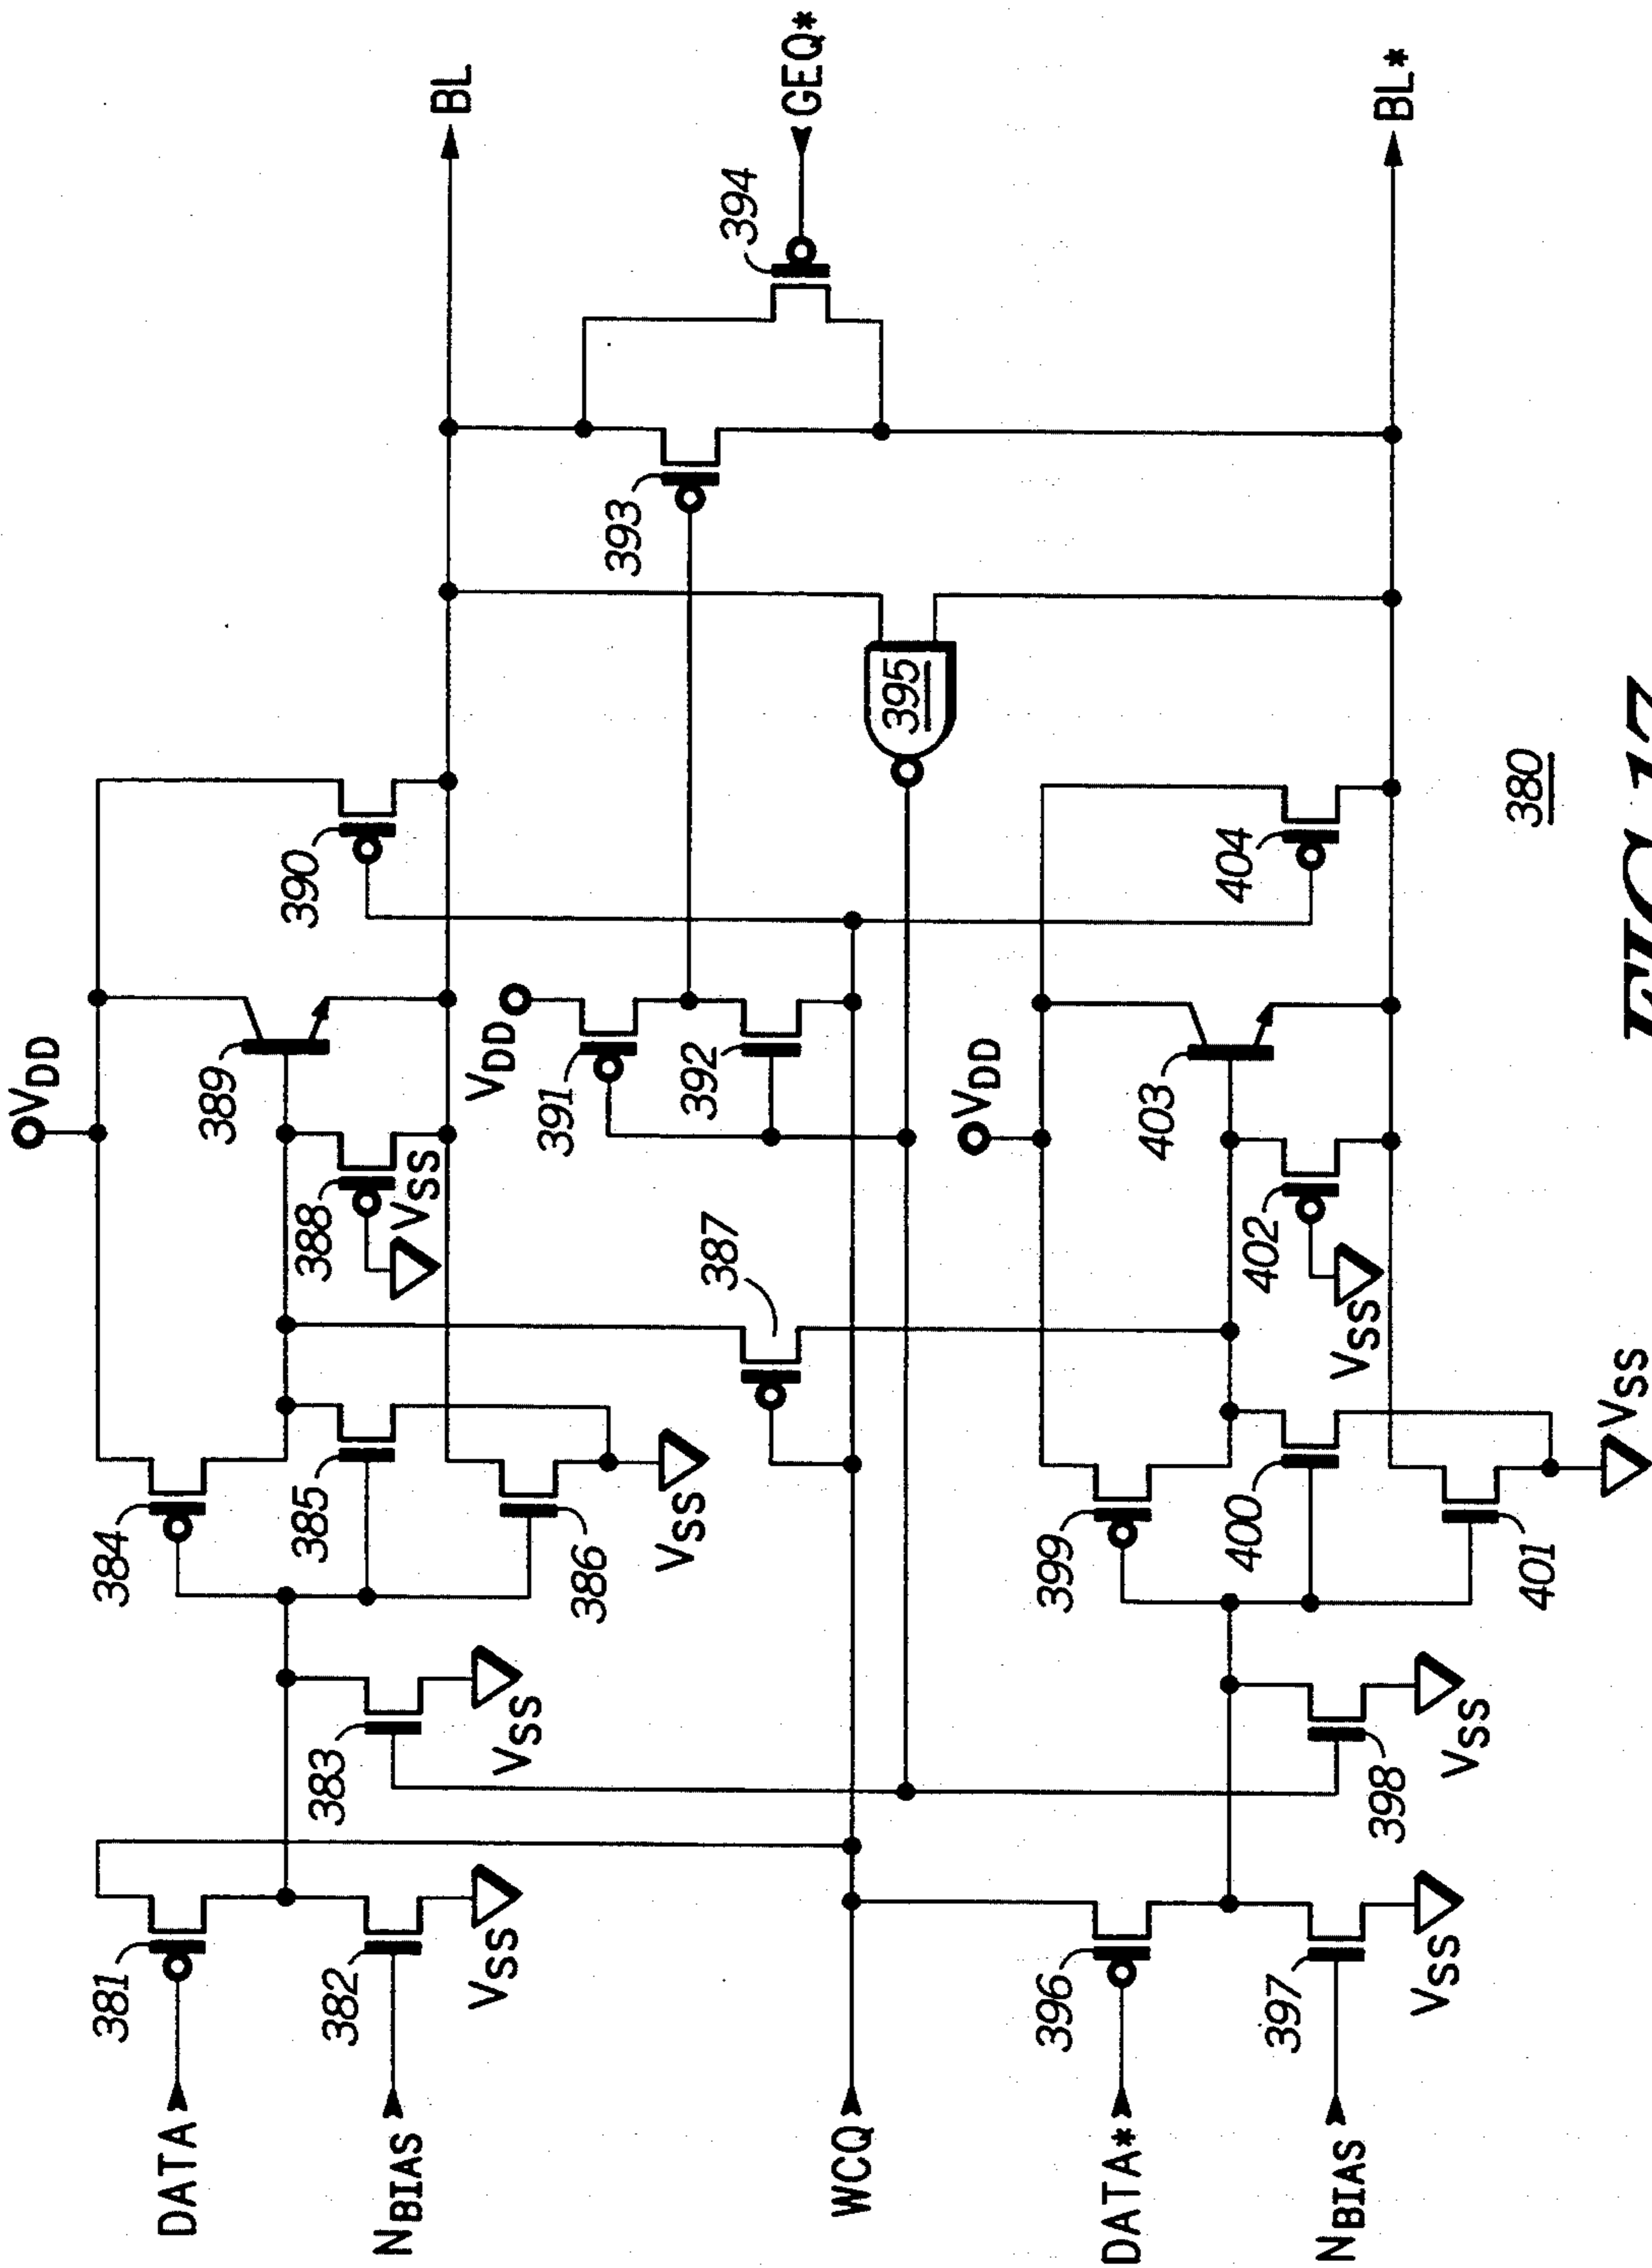 VDD
381
384
DATA
389
382
383
385
388
390
NBIAS
VSS
BL
VSS
VSS
VDD
386
391
393
VSS
387
392
394
GEQ*
WCQ
395
VDD
396
399
DATA*
403
397
400
402
404
NBIAS
VSS
398
BL*
VSS
VSS
401
380
VSS
FIG.17